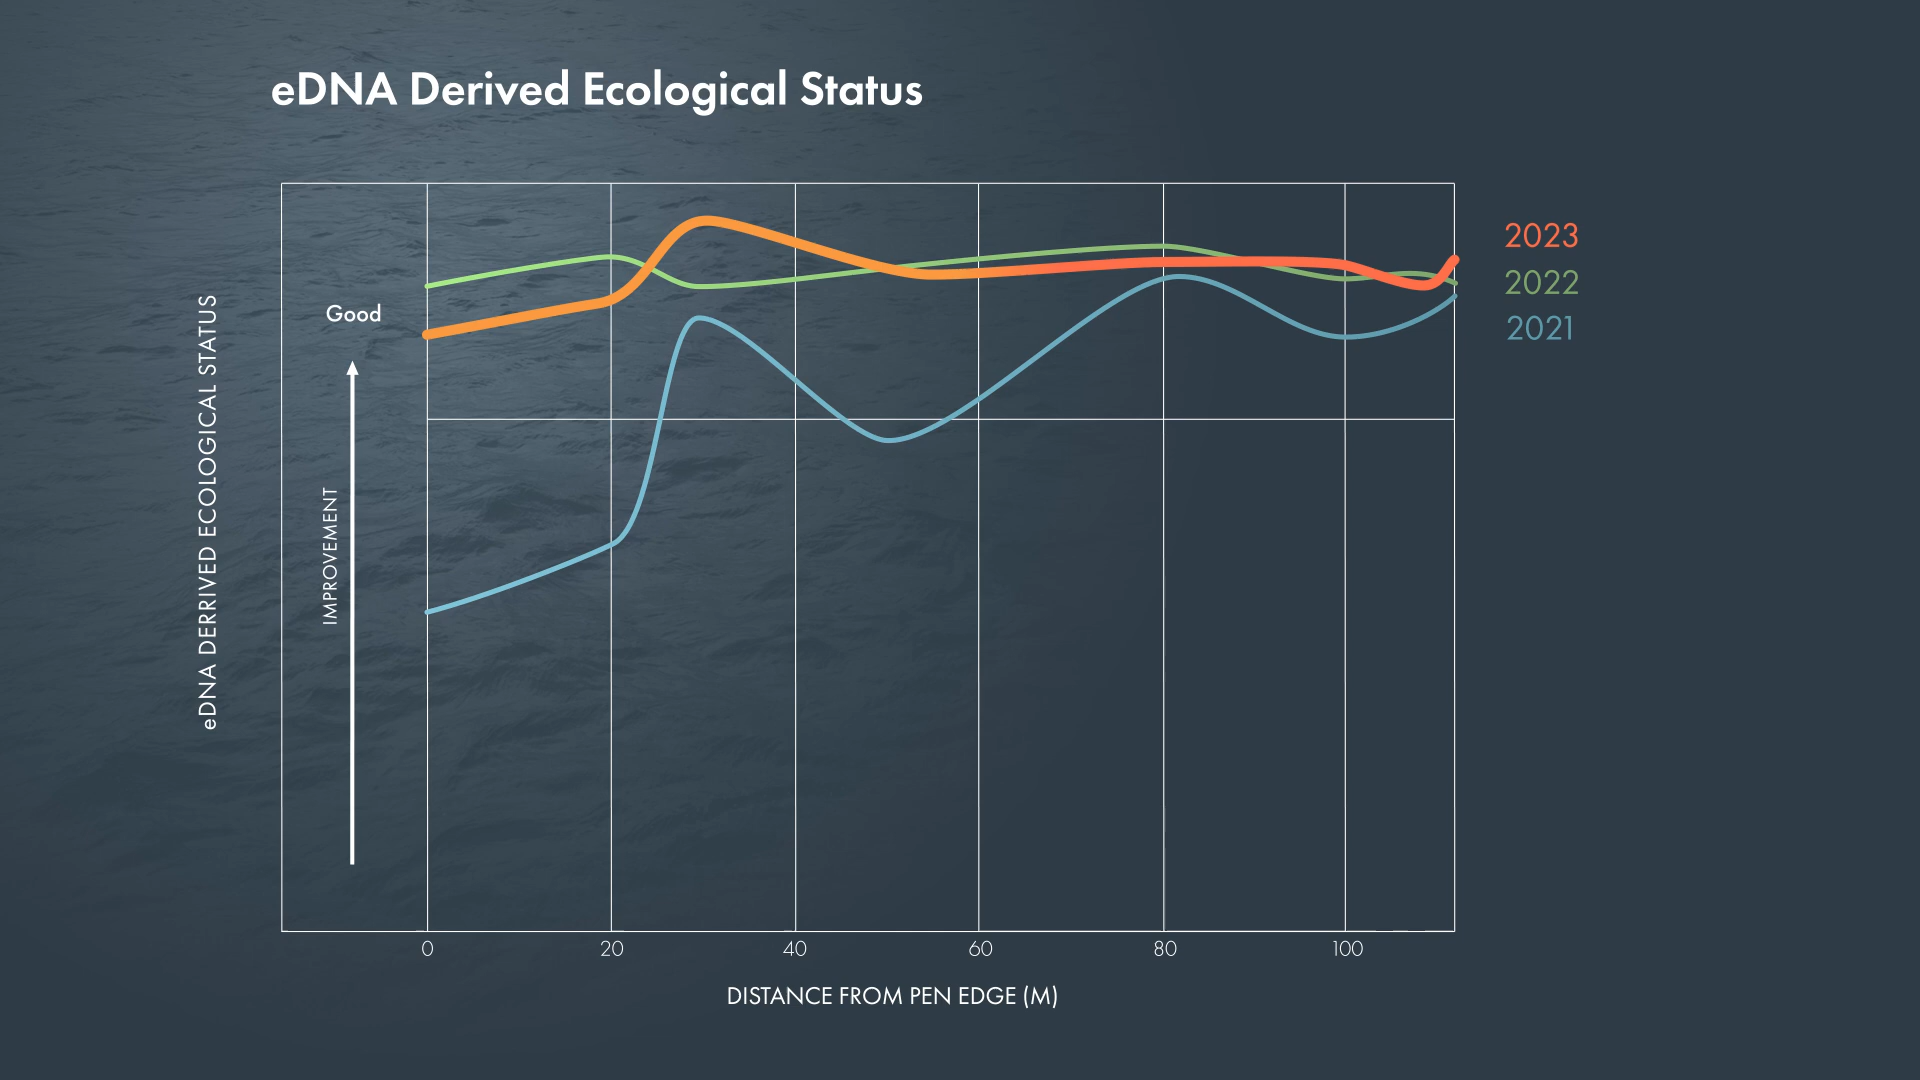 eDNA Derived Ecological Status
2023
2022
2021
Good
IMPROVEMENT
eDNA DERRIVED ECOLOGICAL STATUS
0 20 40 60 80 100
DISTANCE FROM PEN EDGE (M)